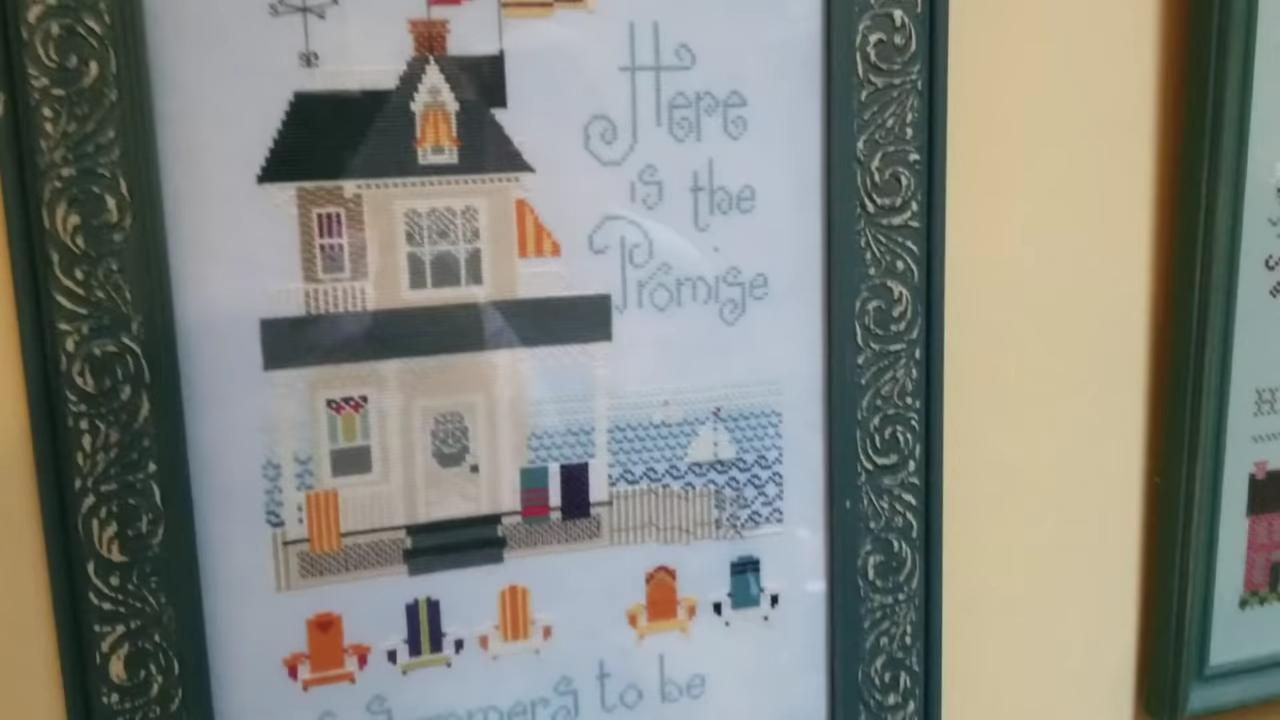 Here
is the
Promise
Summers to be